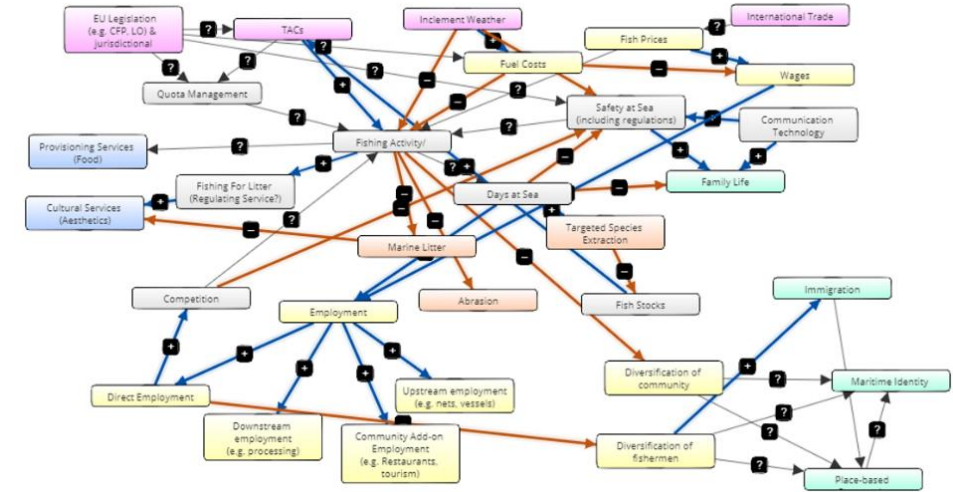 EU Legislation
(e.g. CFP, LO) &
jurisdictional
TACs
Inclement Weather
International Trade
Fish Prices
Fuel Costs
Wages
Quota Management
Safety at Sea
(including regulations)
Communication
Technology
Fishing Activity/
Provisioning Services
(Food)
Family Life
Fishing For Litter
(Regulating Service?)
Days at Sea
Cultural Services
(Aesthetics)
Targeted Species
Extraction
Marine Litter
Competition
Abrasion
Fish Stocks
Immigration
Employment
Diversification of
community
Maritime Identity
Direct Employment
Upstream employment
(e.g. nets, vessels)
Downstream
employment
(e.g. processing)
Community Add-on
Employment
(e.g. Restaurants,
tourism)
Diversification of
fishermen
Place-based